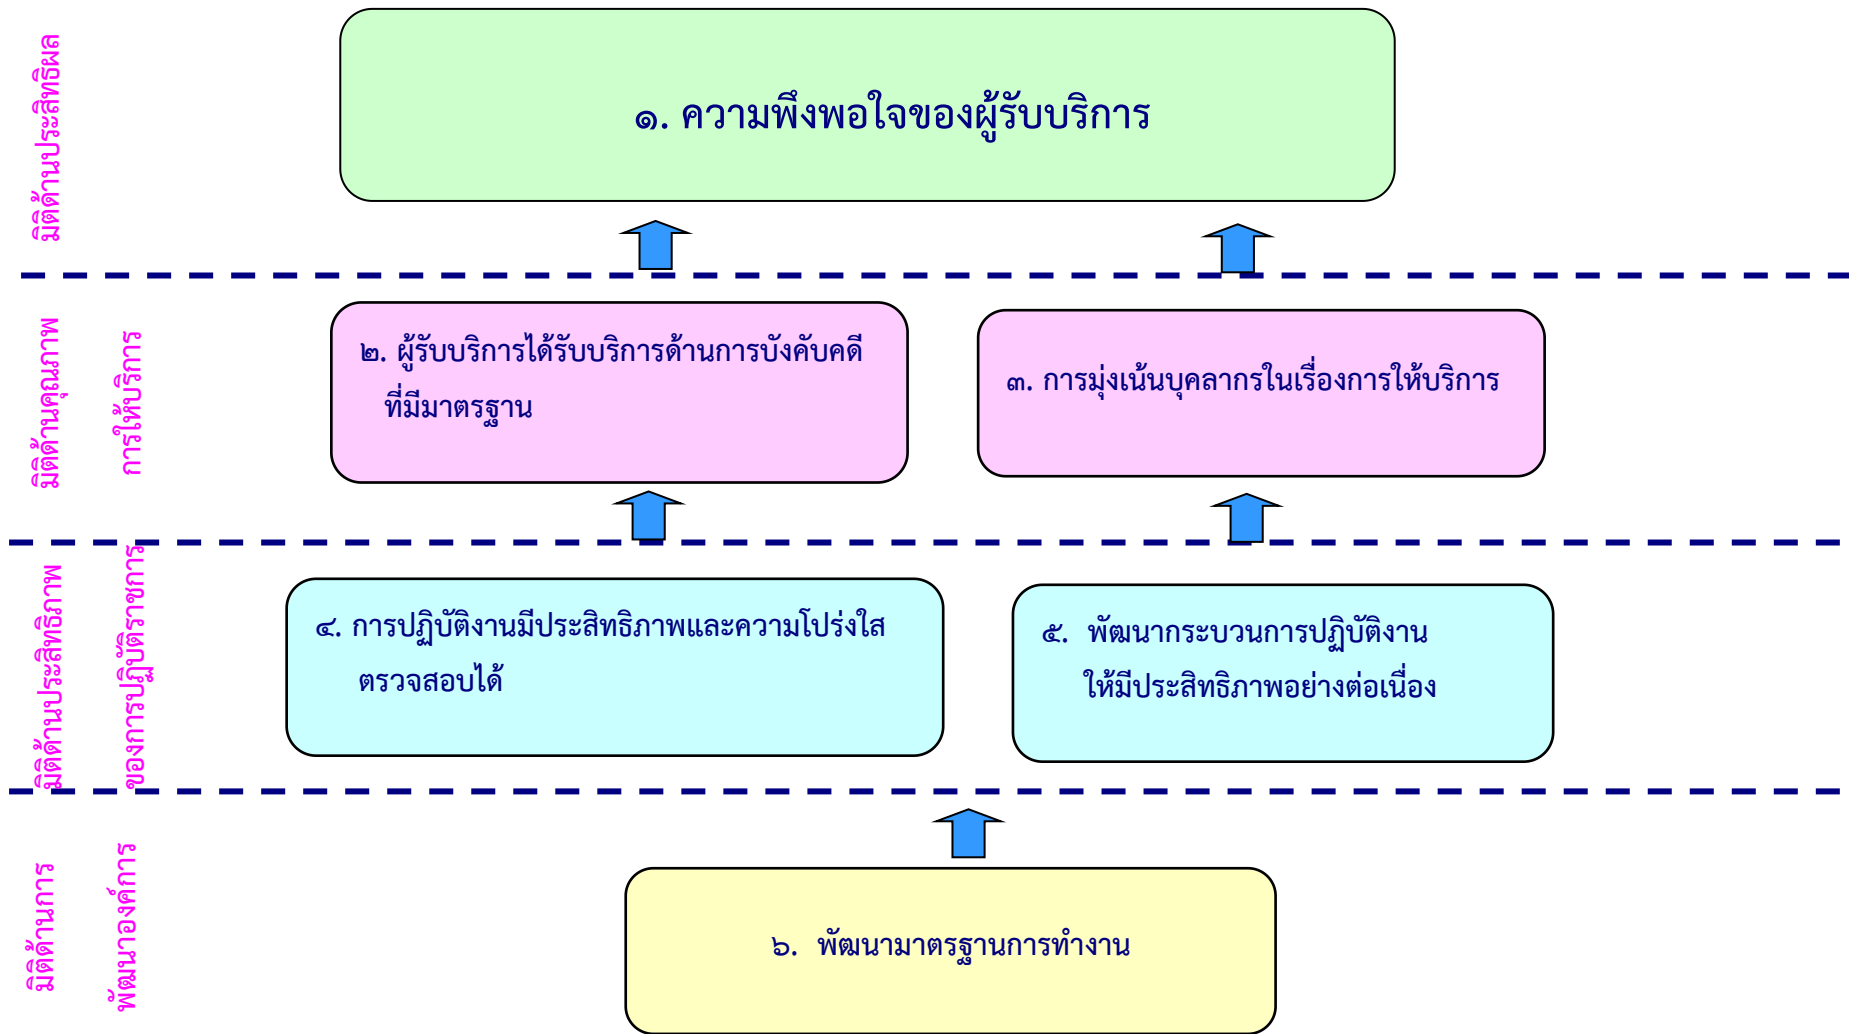 มิติด้านประสิทธิผล
๑. ความพึงพอใจของผู้รับบริการ
มิติด้านคุณภาพ
การให้บริการ
๒. ผู้รับบริการได้รับบริการด้านการบังคับคดี
ที่มีมาตรฐาน
๓. การมุ่งเน้นบุคลากรในเรื่องการให้บริการ
มิติด้านประสิทธิภาพ
ของการปฏิบัติราชการ
๔. การปฏิบัติงานมีประสิทธิภาพและความโปร่งใส
ตรวจสอบได้
๕. พัฒนากระบวนการปฏิบัติงาน
ให้มีประสิทธิภาพอย่างต่อเนื่อง
มิติด้านการ
พัฒนาองค์การ
๖. พัฒนามาตรฐานการทำงาน